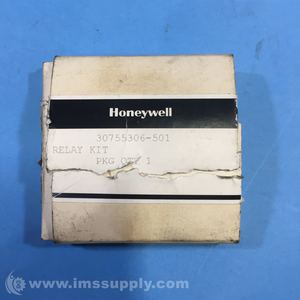 Honeywell
30755306-501
RELAY KIT
PKG QTY 1
© www.imssupply.com/